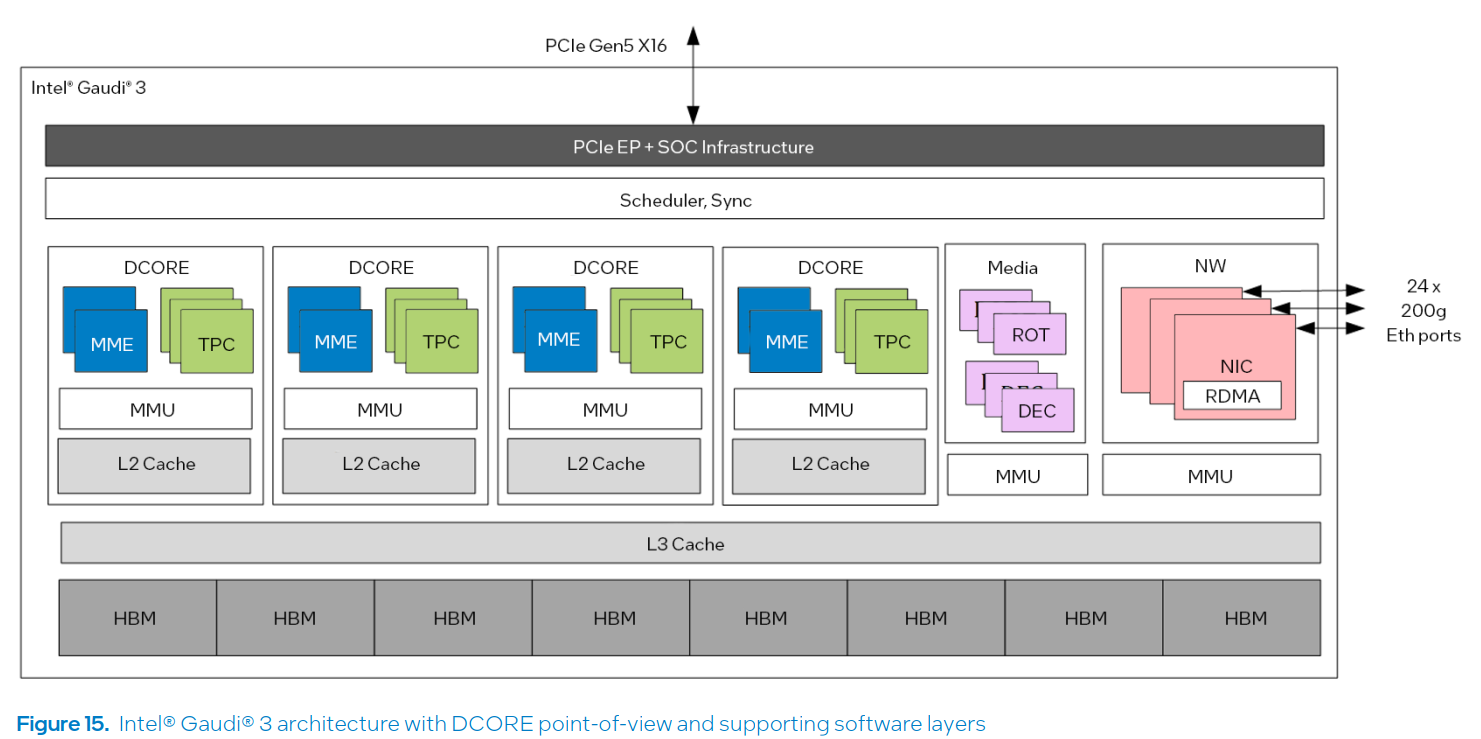 PCIe Gen5 X16
Intel® Gaudi® 3
PCIe EP + SOC Infrastructure
Scheduler, Sync
DCORE
MME
TPC
MMU
L2 Cache
DCORE
MME
TPC
MMU
L2 Cache
DCORE
MME
TPC
MMU
L2 Cache
DCORE
MME
TPC
MMU
L2 Cache
Media
ROT
DEC
MMU
NW
NIC
RDMA
MMU
24 x
200g
Eth ports
L3 Cache
HBM
HBM
HBM
HBM
HBM
HBM
HBM
HBM
Figure 15. Intel® Gaudi® 3 architecture with DCORE point-of-view and supporting software layers